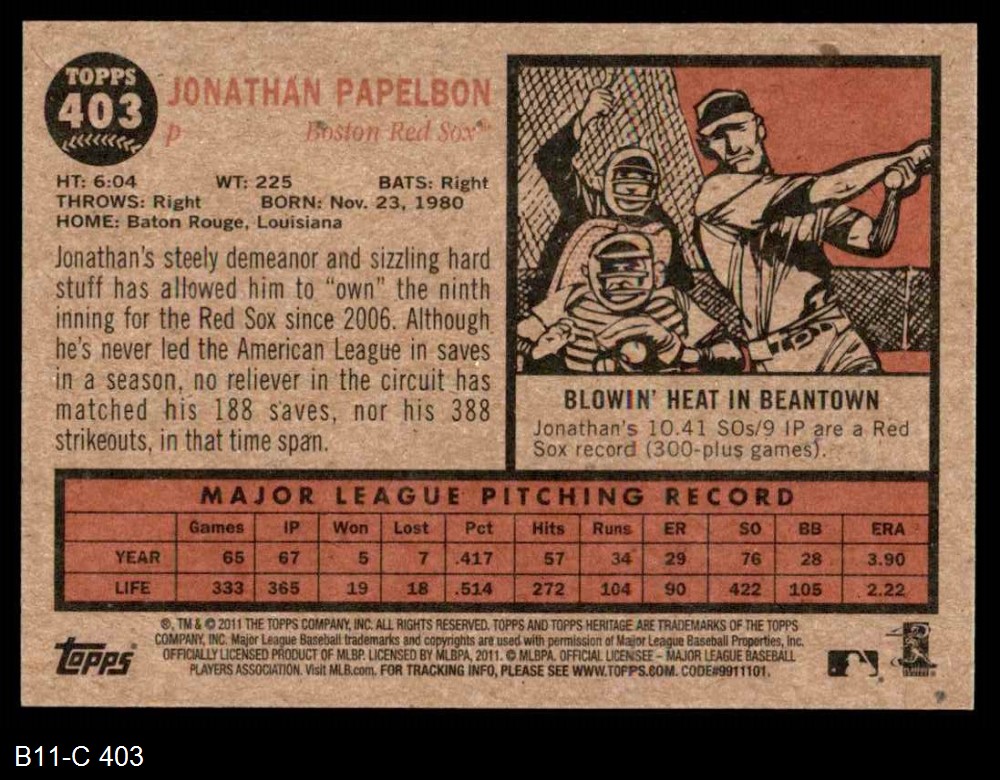 TOPPS
403
JONATHAN PAPELBON
P Boston Red Sox™
HT: 6:04 WT: 225 BATS: Right
THROWS: Right BORN: Nov. 23, 1980
HOME: Baton Rouge, Louisiana
Jonathan's steely demeanor and sizzling hard
stuff has allowed him to "own" the ninth
inning for the Red Sox since 2006. Although
he's never led the American League in saves
in a season, no reliever in the circuit has
matched his 188 saves, nor his 388
strikeouts, in that time span.
BLOWIN' HEAT IN BEANTOWN
Jonathan's 10.41 SOs/9 IP are a Red
Sox record (300-plus games).
MAJOR LEAGUE PITCHING RECORD
Games IP Won Lost Pct Hits Runs ER SO BB ERA
YEAR 65 67 5 7 .417 57 34 29 76 28 3.90
LIFE 333 365 19 18 .514 272 104 90 422 105 2.22
®, TM & © 2011 THE TOPPS COMPANY, INC. ALL RIGHTS RESERVED. TOPPS AND TOPPS HERITAGE ARE TRADEMARKS OF THE TOPPS
COMPANY, INC. Major League Baseball trademarks and copyrights are used with permission of Major League Baseball Properties, Inc.
OFFICIALLY LICENSED PRODUCT OF MLBP. LICENSED BY MLBPA, 2011. © MLBPA. OFFICIAL LICENSEE – MAJOR LEAGUE BASEBALL
PLAYERS ASSOCIATION. Visit MLB.com. FOR TRACKING INFO, PLEASE SEE WWW.TOPPS.COM. CODE#9911101.
Topps
B11-C 403